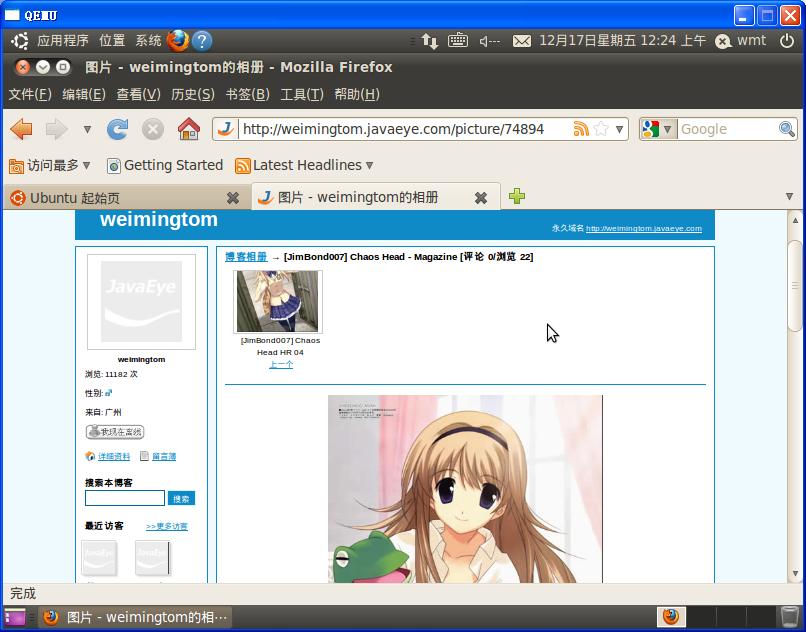 QEMU
应用程序 位置 系统 12月17日星期五 12:24 上午 wmt
图片 - weimingtom的相册 - Mozilla Firefox
文件(F) 编辑(E) 查看(V) 历史(S) 书签(B) 工具(T) 帮助(H)
http://weimingtom.javaeye.com/picture/74894 Google
访问最多 Getting Started Latest Headlines
Ubuntu 起始页 图片 - weimingtom的相册
weimingtom
永久域名 http://weimingtom.javaeye.com
博客相册 → [JimBond007] Chaos Head - Magazine [评论 0/浏览 22]
JavaEye
[JimBond007] Chaos
Head HR 04
上一个
weimingtom
浏览: 11182 次
性别:
来自: 广州
我现在离线
详细资料 留言簿
搜索本博客
搜索
最近访客 >>更多访客
JavaEye JavaEye
完成
图片 - weimingtom的相…